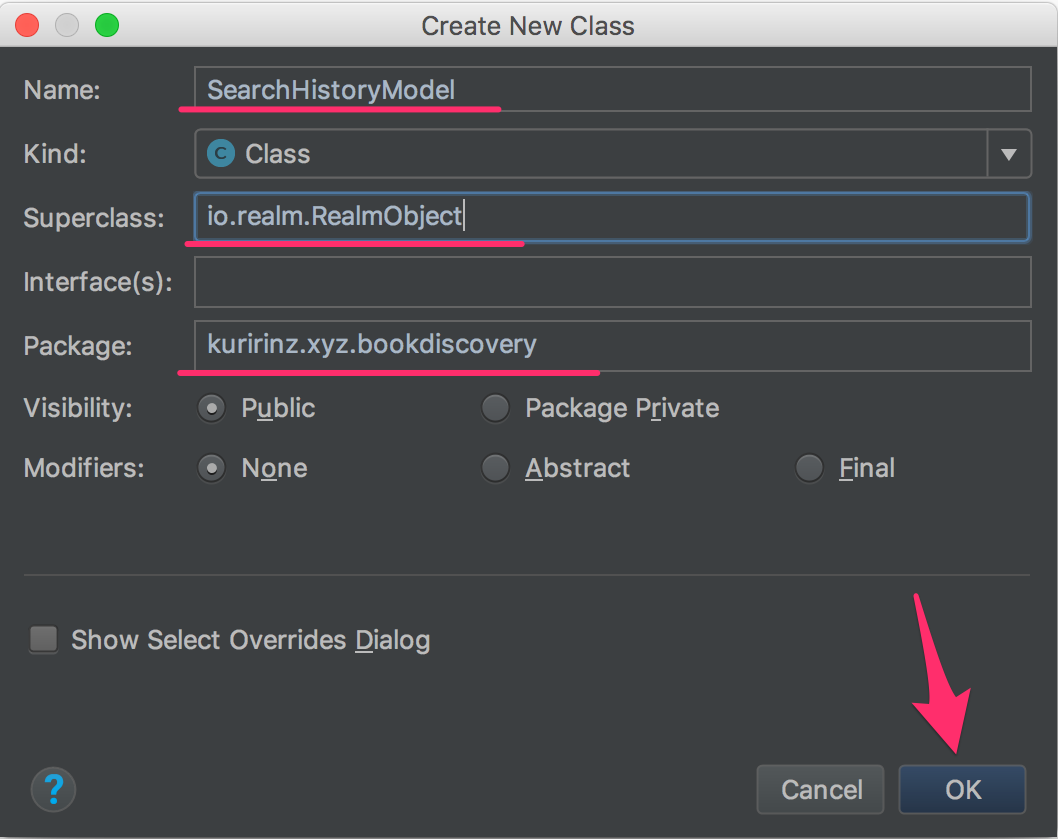 Create New Class
Name: SearchHistoryModel
Kind: C Class
Superclass: io.realm.RealmObject
Interface(s):
Package: kuririnz.xyz.bookdiscovery
Visibility: Public Package Private
Modifiers: None Abstract Final
Show Select Overrides Dialog
? Cancel OK